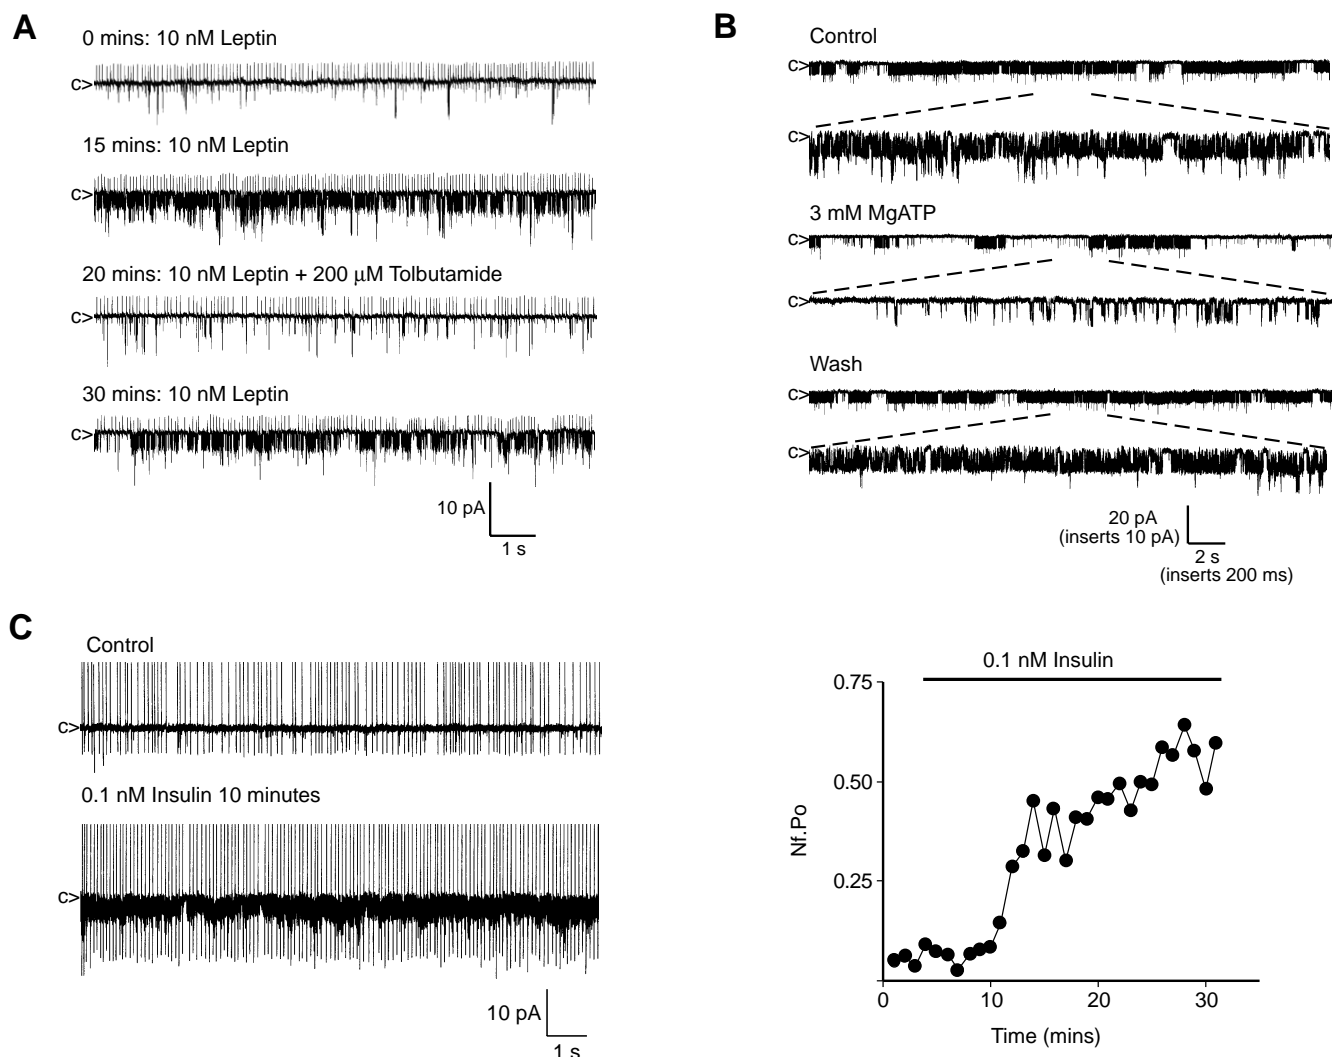 A
0 mins: 10 nM Leptin
c>
15 mins: 10 nM Leptin
c>
20 mins: 10 nM Leptin + 200 μM Tolbutamide
c>
30 mins: 10 nM Leptin
c>
10 pA
1 s
B
Control
c>
c>
3 mM MgATP
c>
c>
Wash
c>
c>
20 pA
(inserts 10 pA)
2 s
(inserts 200 ms)
C
Control
c>
0.1 nM Insulin 10 minutes
c>
10 pA
1 s
0.1 nM Insulin
0.75
0.50
0.25
Nf.Po
0 10 20 30
Time (mins)